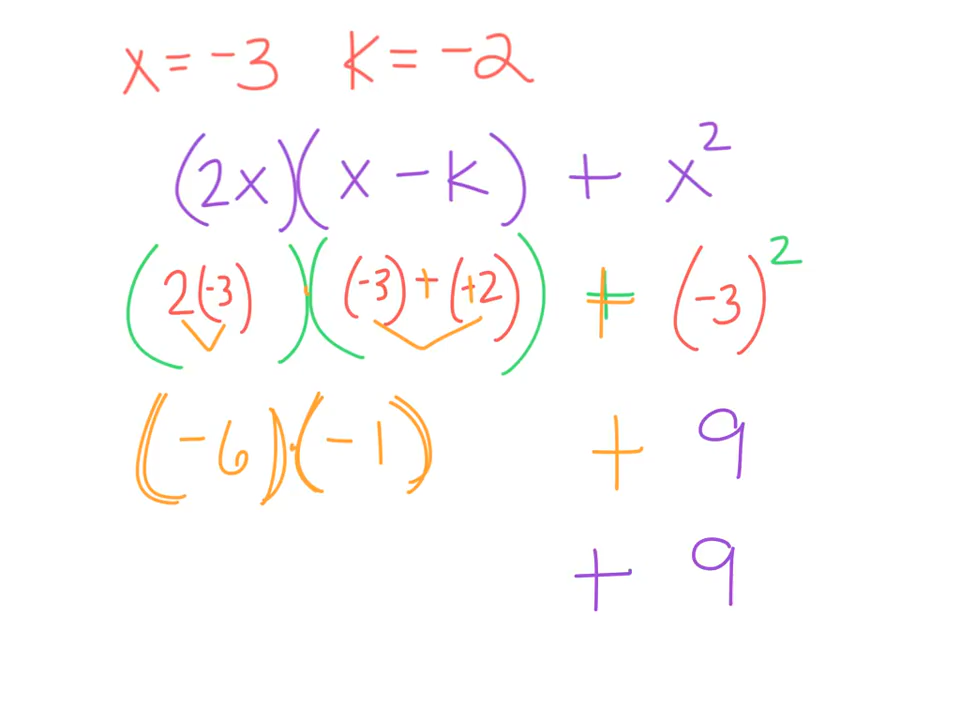 x = -3 k = -2
(2x)(x - k) + x²
(2(-3))·((-3) + (+2)) + (-3)²
(-6)·(-1) + 9
+ 9